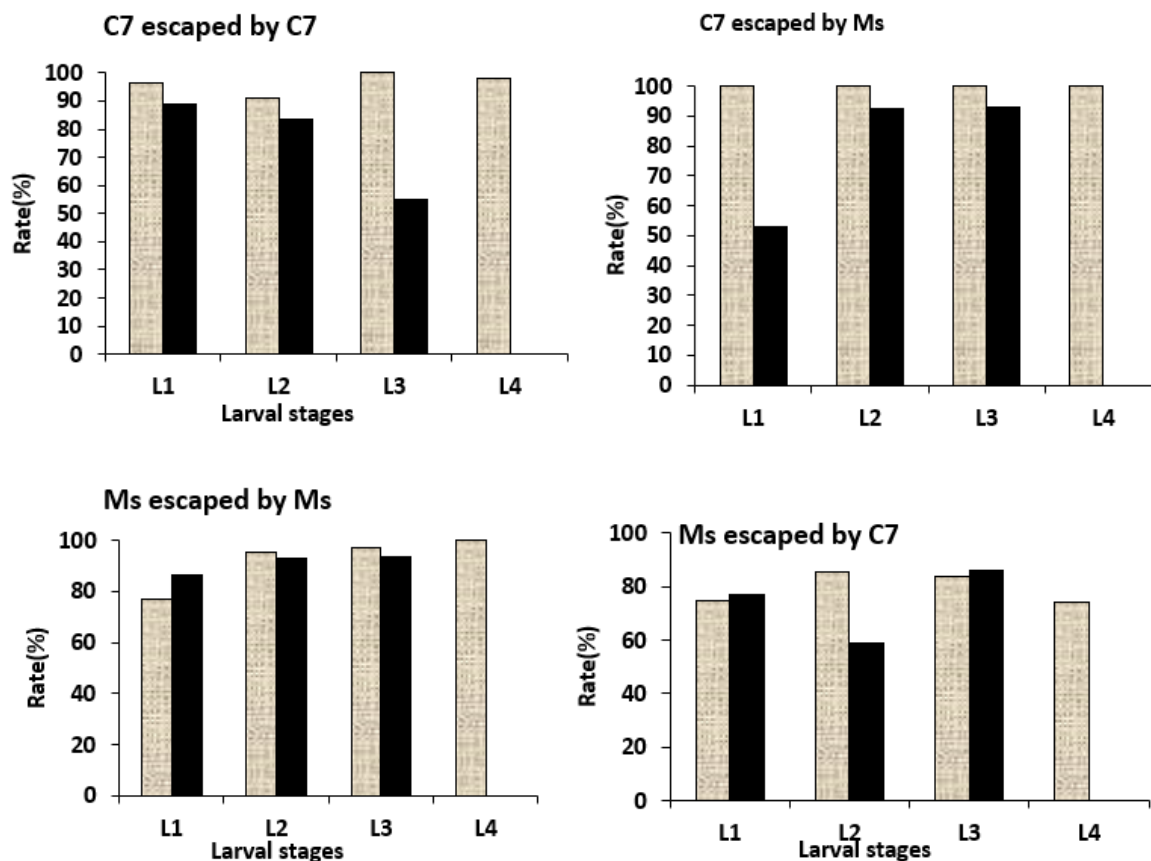 C7 escaped by C7
Rate(%)
100
90
80
70
60
50
40
30
20
10
0
L1 L2 L3 L4
Larval stages
C7 escaped by Ms
Rate(%)
100
90
80
70
60
50
40
30
20
10
0
L1 L2 L3 L4
Ms escaped by Ms
Rate(%)
100
80
60
40
20
0
L1 L2 L3 L4
Larval stages
Ms escaped by C7
Rate(%)
100
80
60
40
20
0
L1 L2 L3 L4
Larval stages